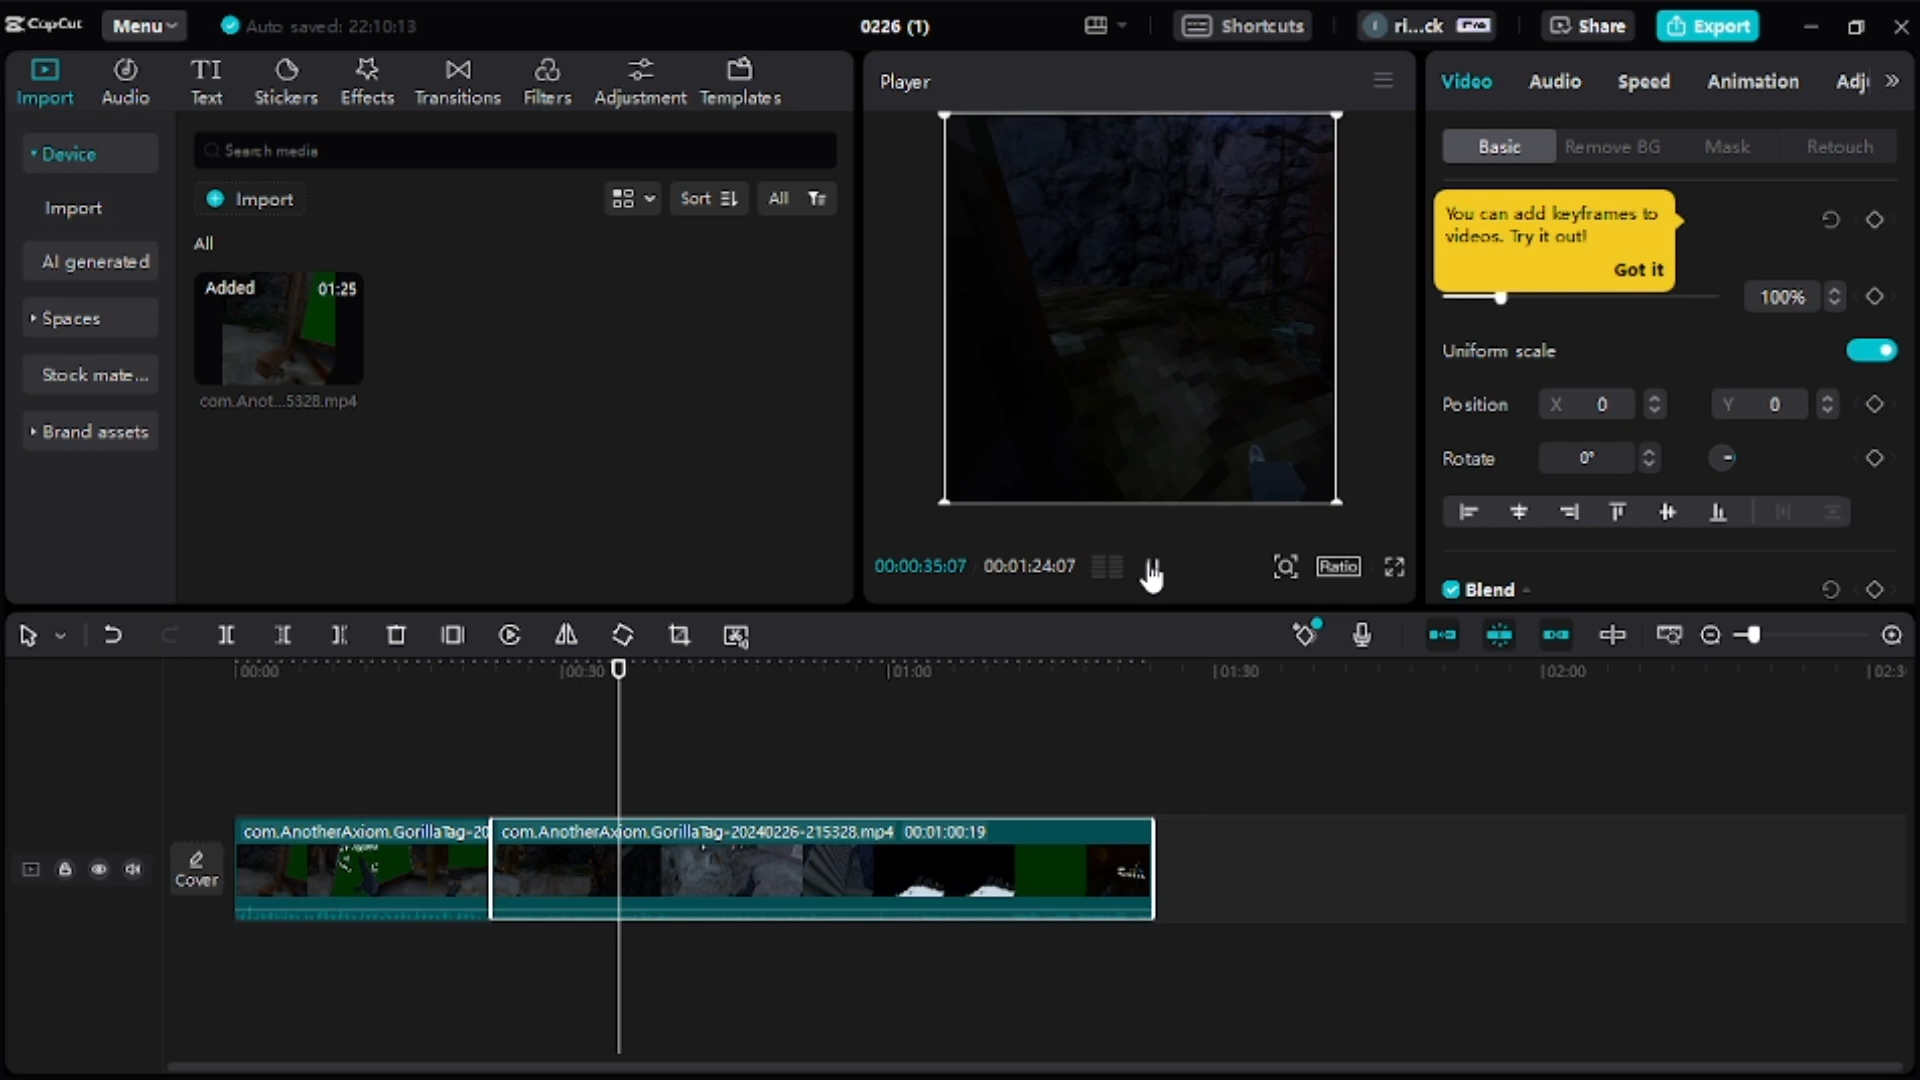 CapCut
Menu
Auto saved: 22:10:13
0226 (1)
Shortcuts
ri...ck
Share
Export
Import
Audio
TI
Text
Stickers
Effects
Transitions
Filters
Adjustment
Templates
Device
Import
AI generated
Spaces
Stock mate...
Brand assets
Search media
Import
Sort
All
All
Added
01:25
com.Anot...5328.mp4
Player
00:00:35:07
00:01:24:07
Ratio
Video
Audio
Speed
Animation
Adj
Basic
Remove BG
Mask
Retouch
You can add keyframes to
videos. Try it out!
Got it
100%
Uniform scale
Position
X 0
Y 0
Rotate
0°
Blend
00:00
00:30
01:00
01:30
02:00
02:3
Cover
com.AnotherAxiom.GorillaTag-20
com.AnotherAxiom.GorillaTag-20240226-215328.mp4 00:01:00:19